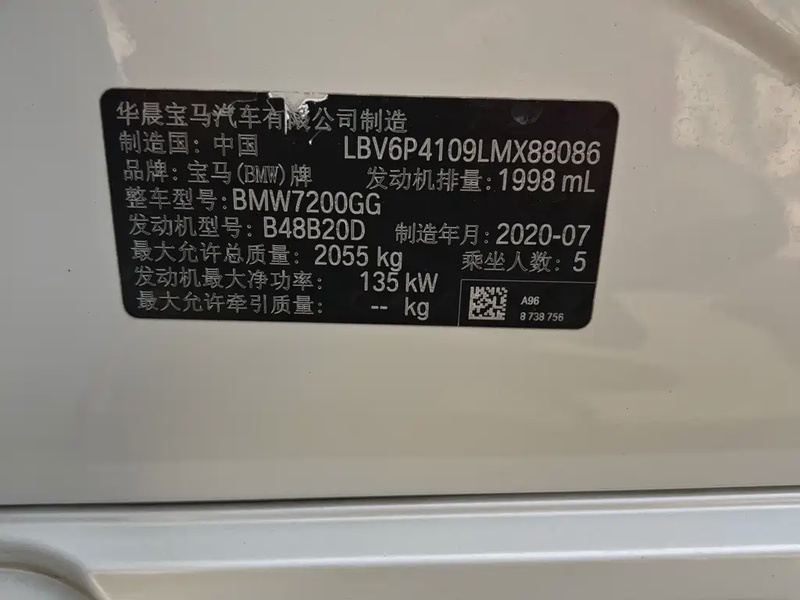 华晨宝马汽车有限公司制造
制造国: 中国 LBV6P4109LMX88086
品牌: 宝马(BMW)牌 发动机排量: 1998 mL
整车型号: BMW7200GG
发动机型号: B48B20D 制造年月: 2020-07
最大允许总质量: 2055 kg 乘坐人数: 5
发动机最大净功率: 135 kW
最大允许牵引质量: -- kg
A96
8 738 756